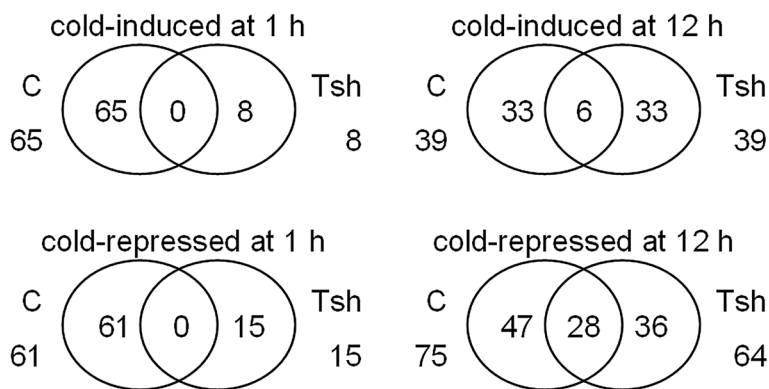 cold-induced at 1 h
C
65
65
0
8
Tsh
8
cold-induced at 12 h
C
39
33
6
33
Tsh
39
cold-repressed at 1 h
C
61
61
0
15
Tsh
15
cold-repressed at 12 h
C
75
47
28
36
Tsh
64